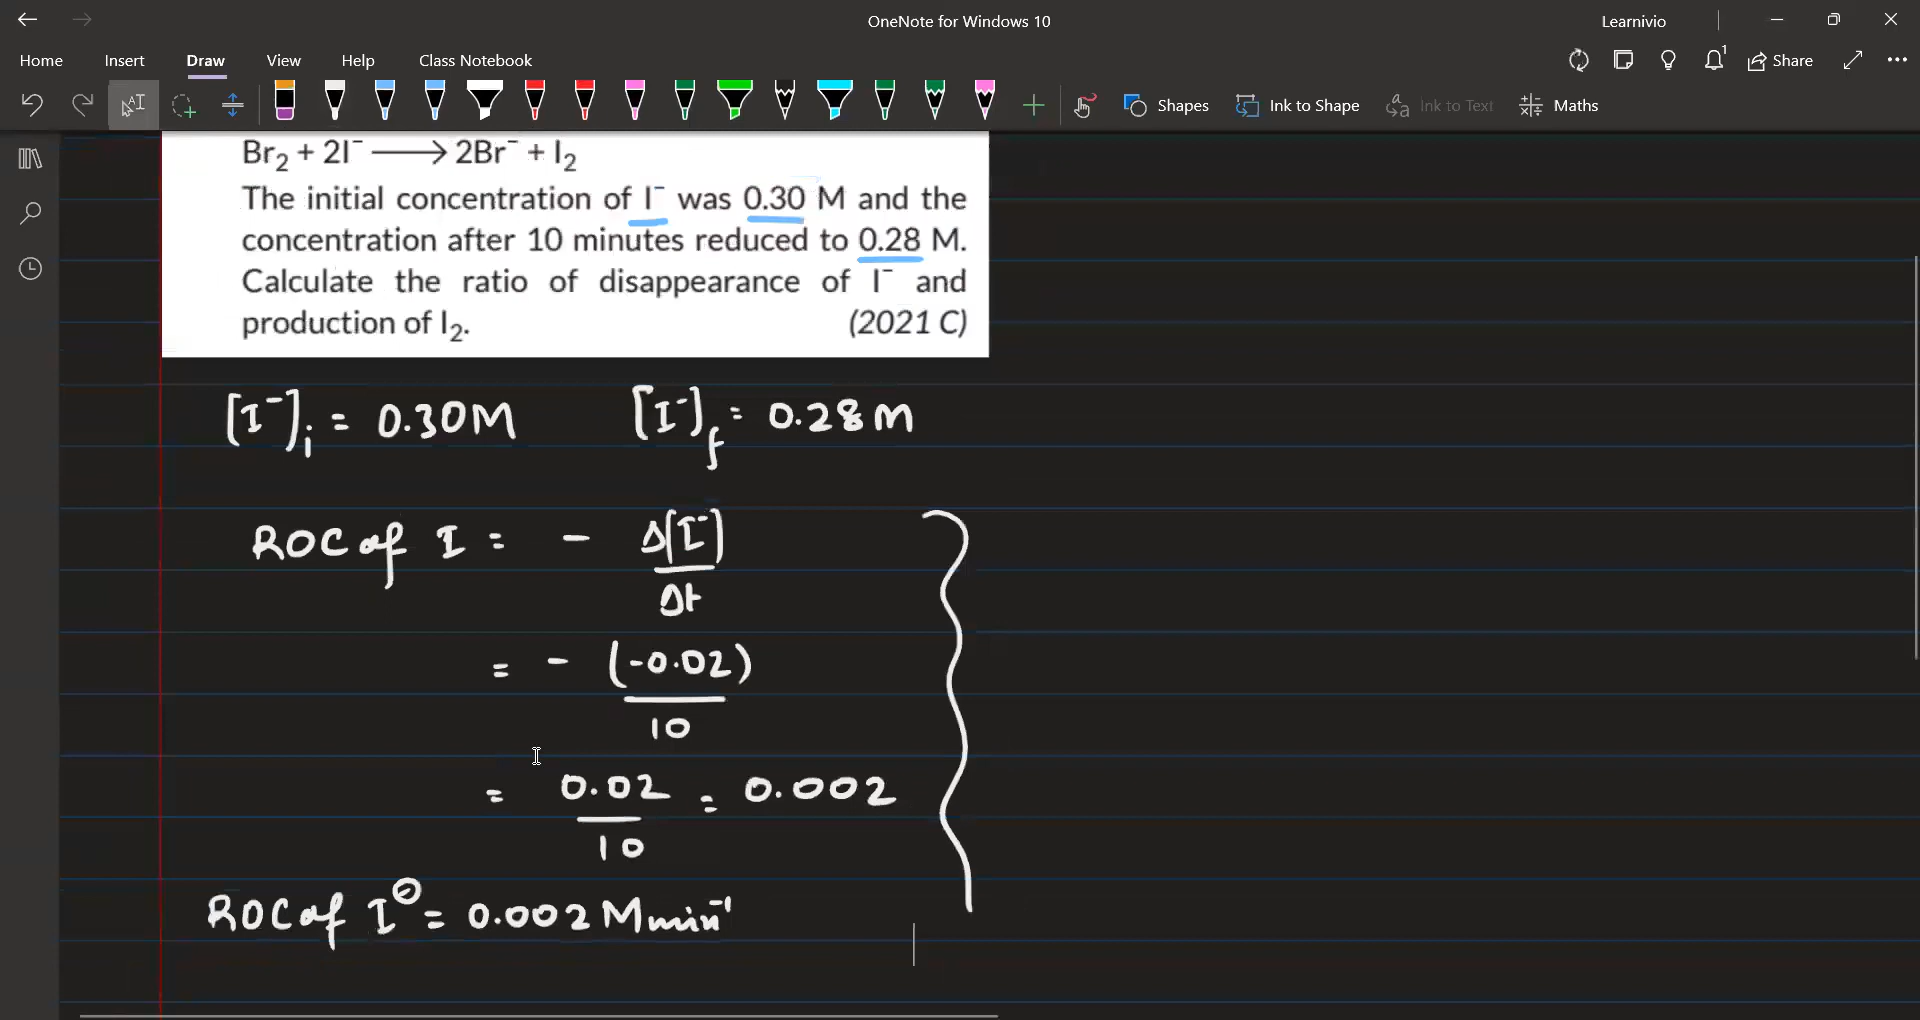 OneNote for Windows 10
Learnivio
Home Insert Draw View Help Class Notebook
1
Share
Shapes Ink to Shape Ink to Text Maths
Br₂ + 2I⁻ ⟶ 2Br⁻ + I₂
The initial concentration of I⁻ was 0.30 M and the
concentration after 10 minutes reduced to 0.28 M.
Calculate the ratio of disappearance of I⁻ and
production of I₂. (2021 C)
[I⁻]i = 0.30M [I⁻]f = 0.28M
ROC of I = - Δ[I⁻]
Δt
= - (-0.02)
10
= 0.02 = 0.002
10
ROC of I⊖ = 0.002 M min⁻¹